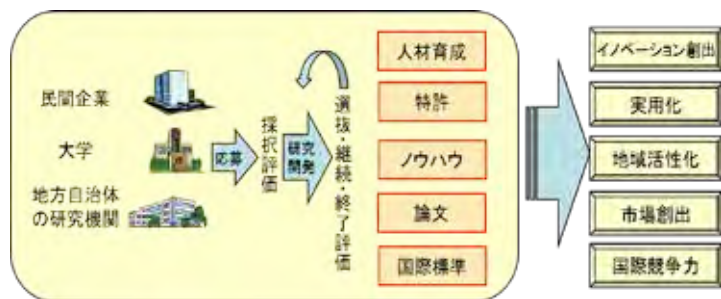 民間企業
大学
地方自治体
の研究機関
応募
採択評価
研究
開発
選抜・継続・終了評価
人材育成
特許
ノウハウ
論文
国際標準
イノベーション創出
実用化
地域活性化
市場創出
国際競争力